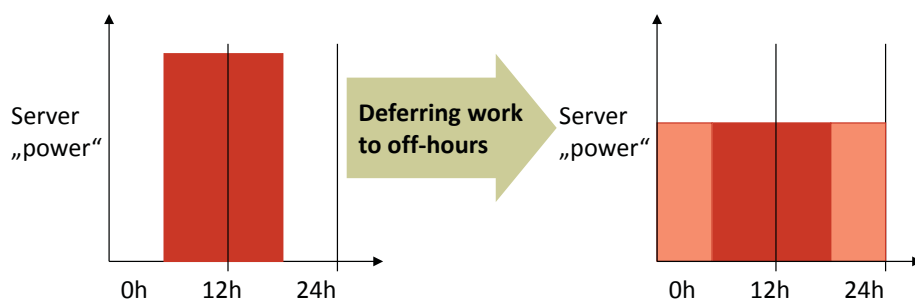 Server
„power“
0h
12h
24h
Deferring work
to off-hours
Server
„power“
0h
12h
24h